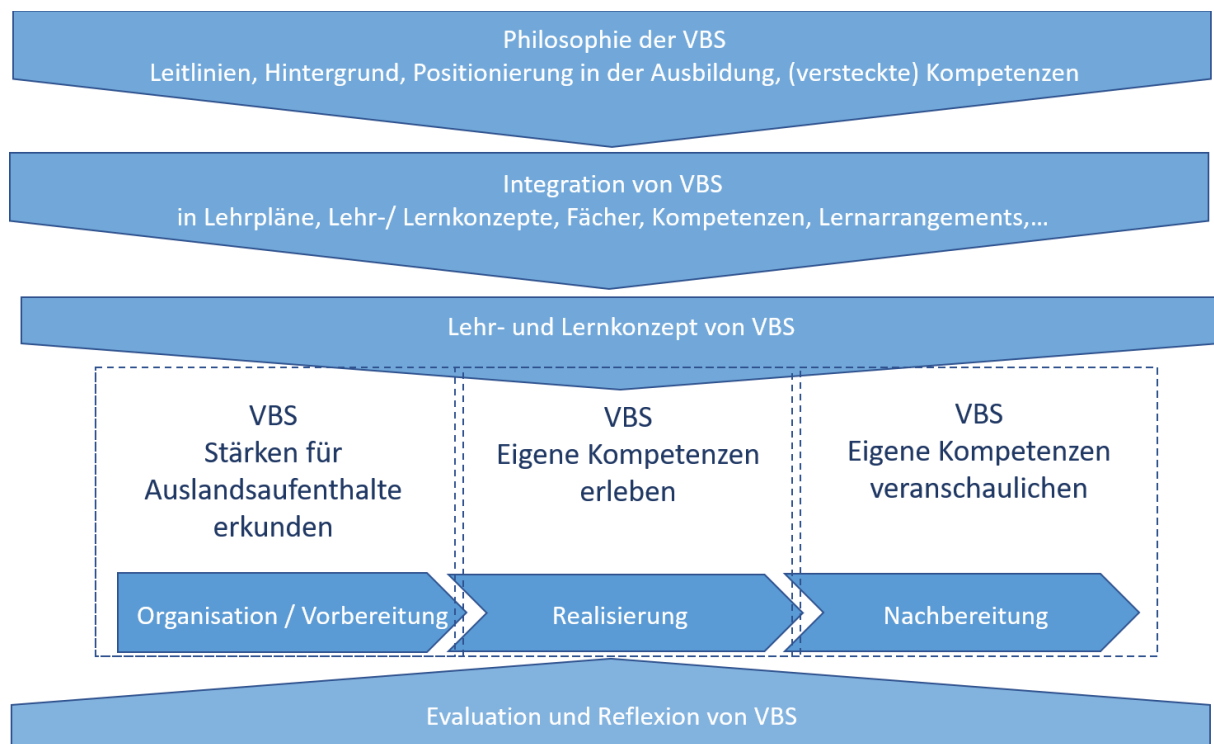 Philosophie der VBS
Leitlinien, Hintergrund, Positionierung in der Ausbildung, (versteckte) Kompetenzen
Integration von VBS
in Lehrpläne, Lehr-/ Lernkonzepte, Fächer, Kompetenzen, Lernarrangements,...
Lehr- und Lernkonzept von VBS
VBS
Stärken für
Auslandsaufenthalte
erkunden
VBS
Eigene Kompetenzen
erleben
VBS
Eigene Kompetenzen
veranschaulichen
Organisation / Vorbereitung
Realisierung
Nachbereitung
Evaluation und Reflexion von VBS